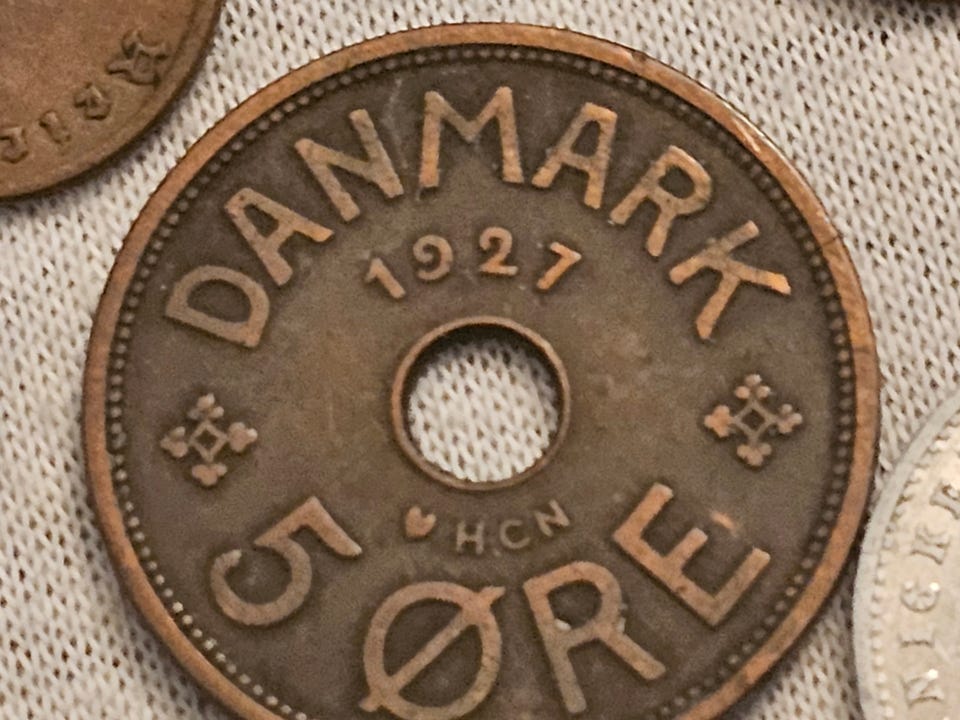 DANMARK
1927
HCN
5 ØRE